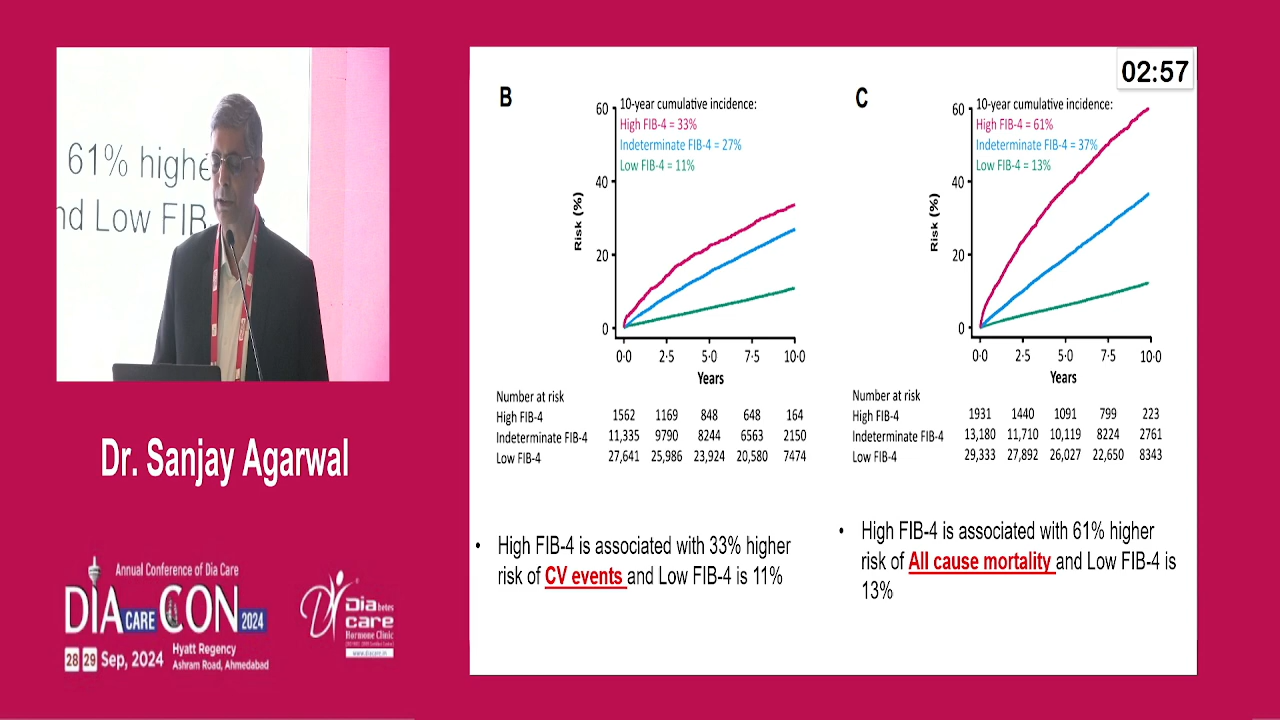 61% highe
nd Low FIB
Dr. Sanjay Agarwal
Annual Conference of Dia Care
DIA CARE CON 2024
28 29 Sep, 2024
Hyatt Regency
Ashram Road, Ahmedabad
Diabetes
care
Hormone Clinic
www.diacare.in
02:57
B
10-year cumulative incidence:
High FIB-4 = 33%
Indeterminate FIB-4 = 27%
Low FIB-4 = 11%
60
40
20
0
Risk (%)
0·0 2·5 5·0 7·5 10·0
Years
Number at risk
High FIB-4 1562 1169 848 648 164
Indeterminate FIB-4 11,335 9790 8244 6563 2150
Low FIB-4 27,641 25,986 23,924 20,580 7474
• High FIB-4 is associated with 33% higher
risk of CV events and Low FIB-4 is 11%
C
10-year cumulative incidence:
High FIB-4 = 61%
Indeterminate FIB-4 = 37%
Low FIB-4 = 13%
60
40
20
0
Risk (%)
0·0 2·5 5·0 7·5 10·0
Years
Number at risk
High FIB-4 1931 1440 1091 799 223
Indeterminate FIB-4 13,180 11,710 10,119 8224 2761
Low FIB-4 29,333 27,892 26,027 22,650 8343
• High FIB-4 is associated with 61% higher
risk of All cause mortality and Low FIB-4 is
13%